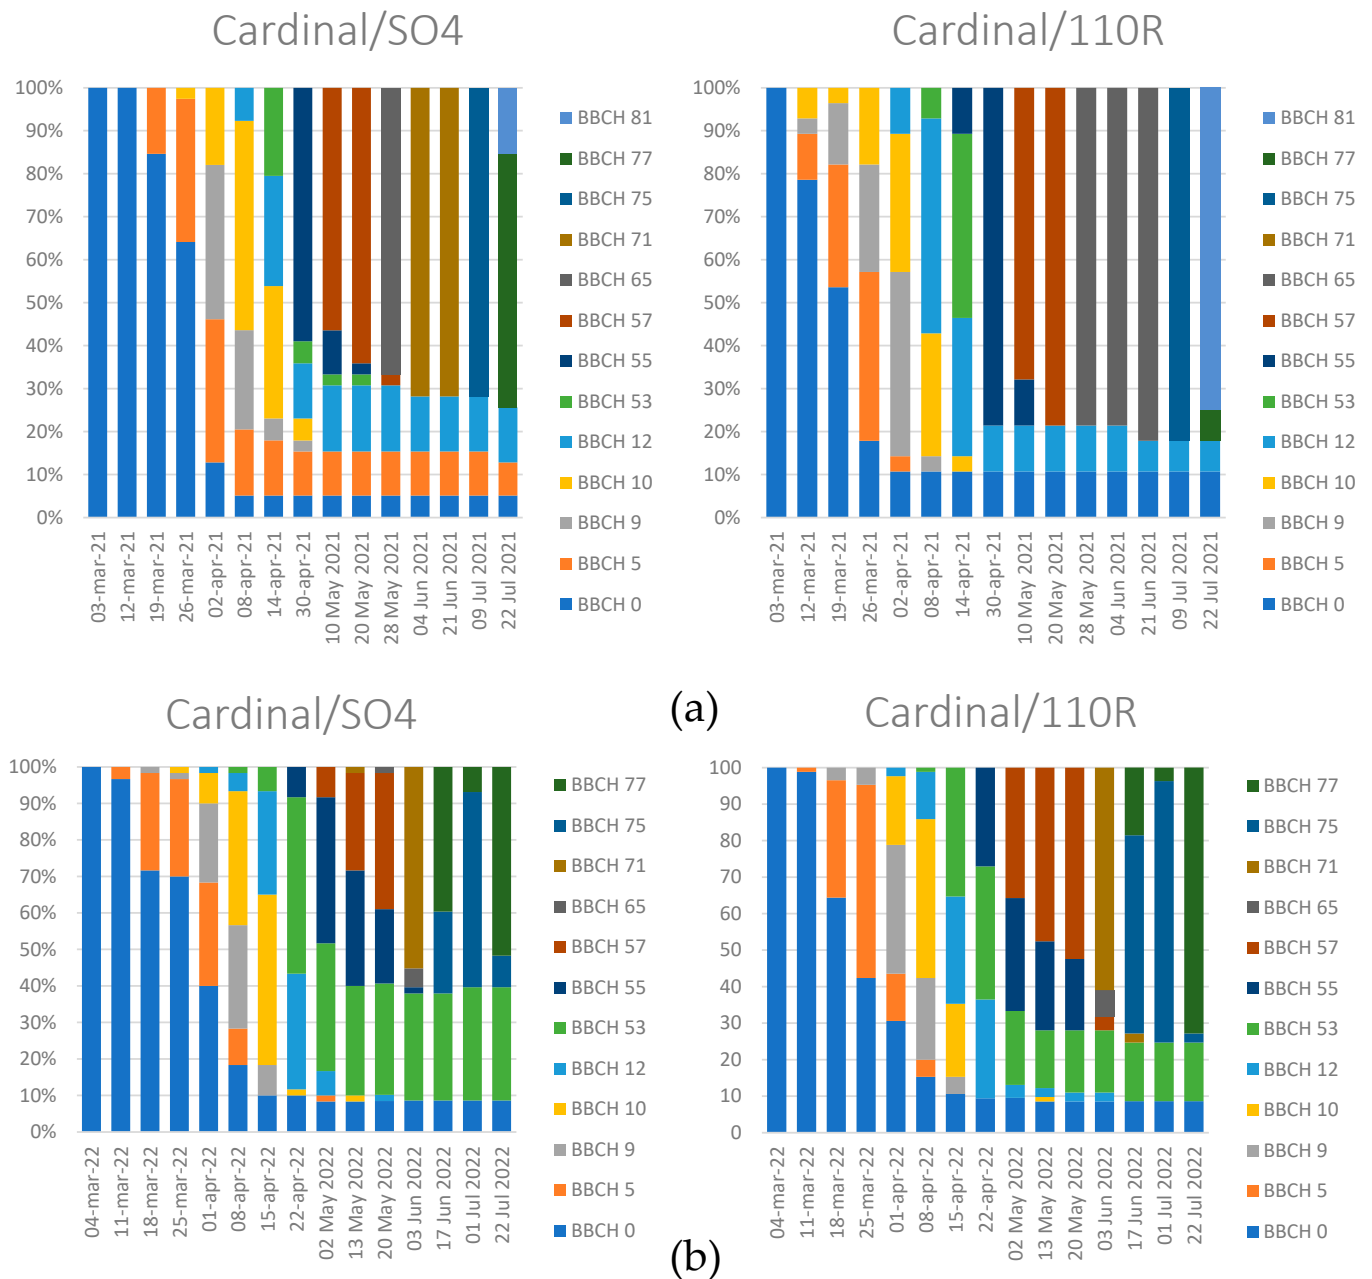 Cardinal/SO4
100%
90%
80%
70%
60%
50%
40%
30%
20%
10%
0%
03-mar-21
12-mar-21
19-mar-21
26-mar-21
02-apr-21
08-apr-21
14-apr-21
30-apr-21
10 May 2021
20 May 2021
28 May 2021
04 Jun 2021
21 Jun 2021
09 Jul 2021
22 Jul 2021
BBCH 81
BBCH 77
BBCH 75
BBCH 71
BBCH 65
BBCH 57
BBCH 55
BBCH 53
BBCH 12
BBCH 10
BBCH 9
BBCH 5
BBCH 0
Cardinal/110R
100%
90%
80%
70%
60%
50%
40%
30%
20%
10%
0%
03-mar-21
12-mar-21
19-mar-21
26-mar-21
02-apr-21
08-apr-21
14-apr-21
30-apr-21
10 May 2021
20 May 2021
28 May 2021
04 Jun 2021
21 Jun 2021
09 Jul 2021
22 Jul 2021
BBCH 81
BBCH 77
BBCH 75
BBCH 71
BBCH 65
BBCH 57
BBCH 55
BBCH 53
BBCH 12
BBCH 10
BBCH 9
BBCH 5
BBCH 0
(a)
Cardinal/SO4
100%
90%
80%
70%
60%
50%
40%
30%
20%
10%
0%
04-mar-22
11-mar-22
18-mar-22
25-mar-22
01-apr-22
08-apr-22
15-apr-22
22-apr-22
02 May 2022
13 May 2022
20 May 2022
03 Jun 2022
17 Jun 2022
01 Jul 2022
22 Jul 2022
BBCH 77
BBCH 75
BBCH 71
BBCH 65
BBCH 57
BBCH 55
BBCH 53
BBCH 12
BBCH 10
BBCH 9
BBCH 5
BBCH 0
Cardinal/110R
100
90
80
70
60
50
40
30
20
10
0
04-mar-22
11-mar-22
18-mar-22
25-mar-22
01-apr-22
08-apr-22
15-apr-22
22-apr-22
02 May 2022
13 May 2022
20 May 2022
03 Jun 2022
17 Jun 2022
01 Jul 2022
22 Jul 2022
BBCH 77
BBCH 75
BBCH 71
BBCH 65
BBCH 57
BBCH 55
BBCH 53
BBCH 12
BBCH 10
BBCH 9
BBCH 5
BBCH 0
(b)